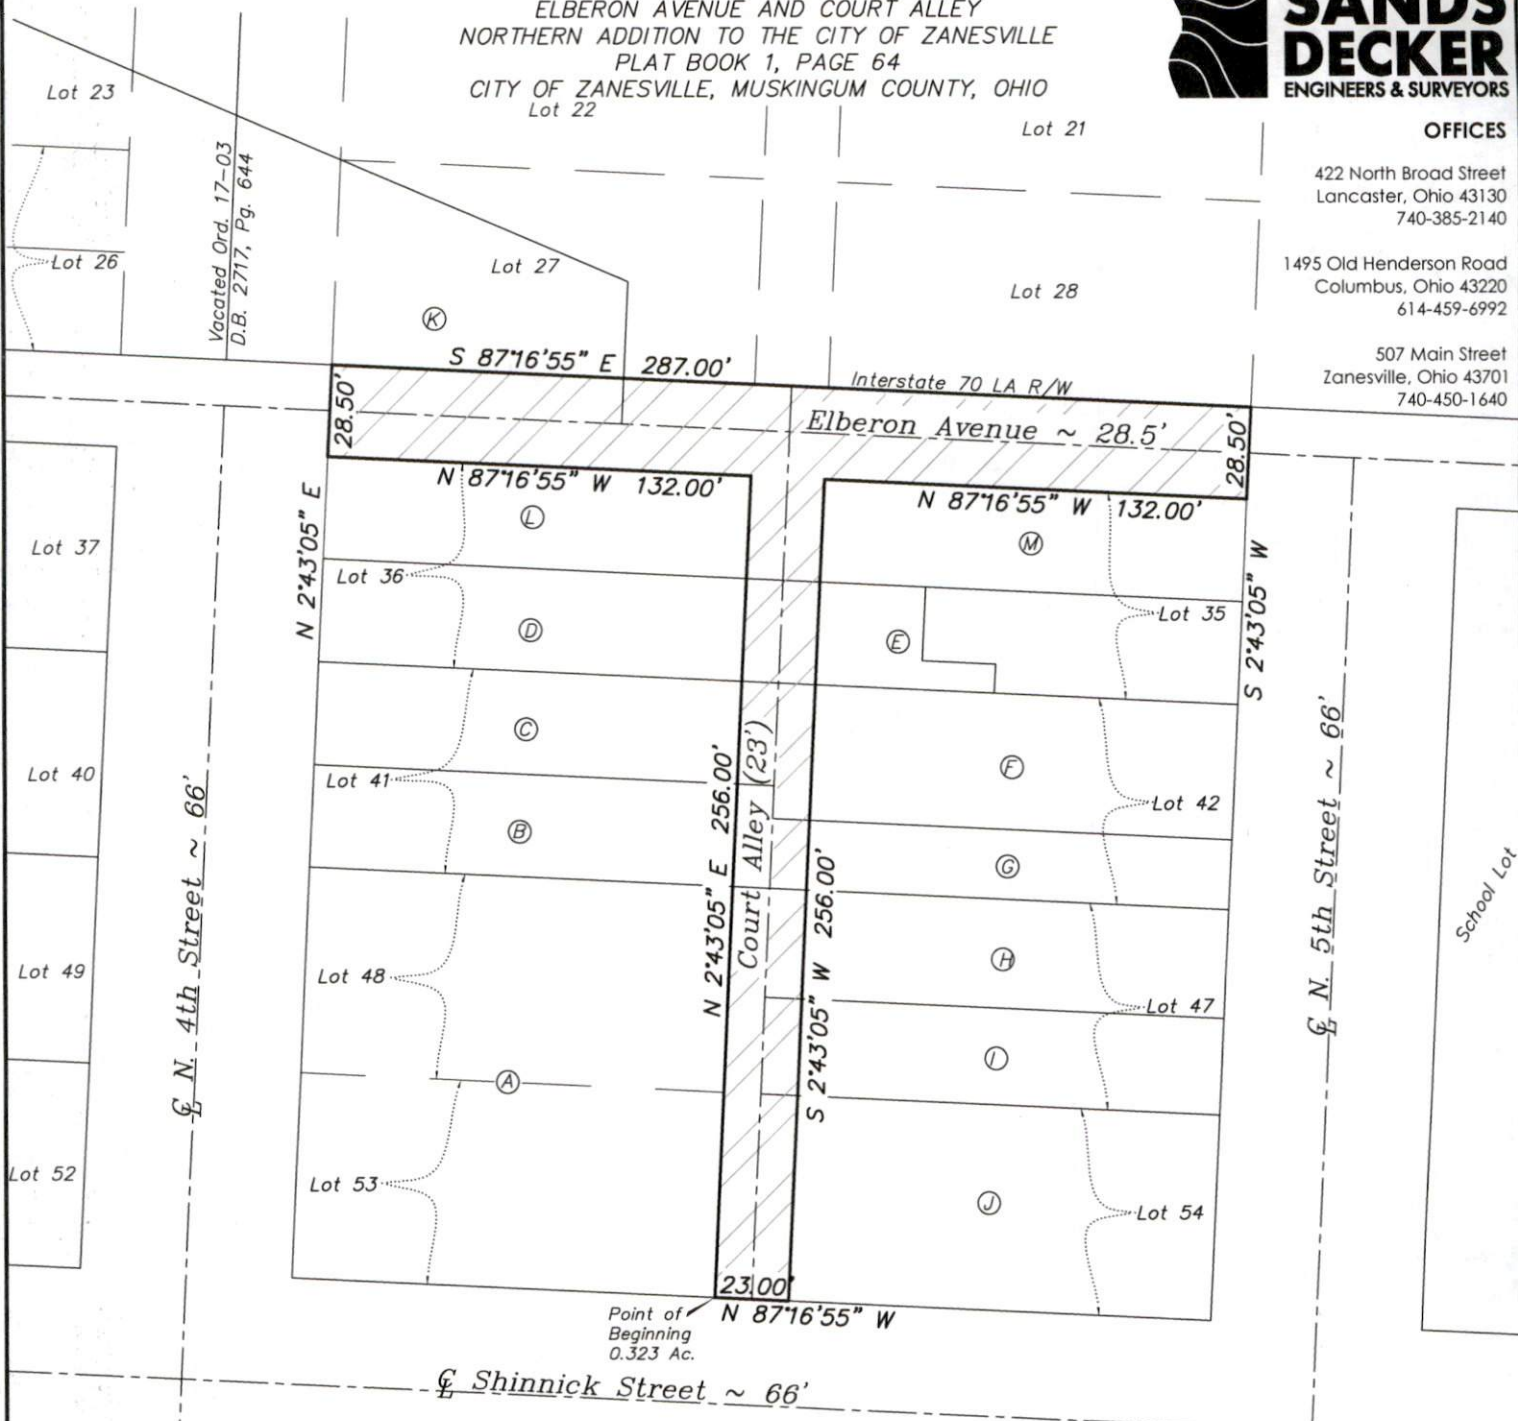 ELBERON AVENUE AND COURT ALLEY
NORTHERN ADDITION TO THE CITY OF ZANESVILLE
PLAT BOOK 1, PAGE 64
CITY OF ZANESVILLE, MUSKINGUM COUNTY, OHIO
SANDS
DECKER
ENGINEERS & SURVEYORS
OFFICES
422 North Broad Street
Lancaster, Ohio 43130
740-385-2140
1495 Old Henderson Road
Columbus, Ohio 43220
614-459-6992
507 Main Street
Zanesville, Ohio 43701
740-450-1640
Lot 23
Lot 22
Lot 21
Vacated Ord. 17-03
D.B. 2717, Pg. 644
Lot 26
Lot 27
Lot 28
K
S 87°16'55" E 287.00'
Interstate 70 LA R/W
28.50'
Elberon Avenue ~ 28.5'
28.50'
N 87°16'55" W 132.00'
N 87°16'55" W 132.00'
L
M
Lot 37
N 2°43'05" E
Lot 36
D
E
Lot 35
S 2°43'05" W
C
F
Lot 40
Lot 41
B
Lot 42
G
N 2°43'05" E 256.00'
Court Alley (23')
S 2°43'05" W 256.00'
℄ N. 4th Street ~ 66'
℄ N. 5th Street ~ 66'
School Lot
Lot 49
Lot 48
H
Lot 47
I
A
Lot 52
Lot 53
J
Lot 54
23.00'
N 87°16'55" W
Point of
Beginning
0.323 Ac.
℄ Shinnick Street ~ 66'